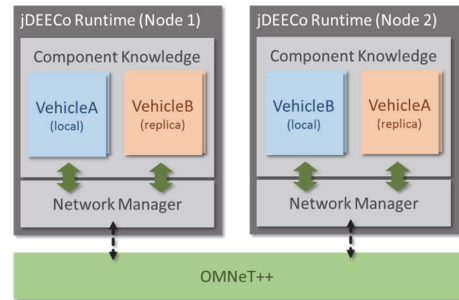 jDEECo Runtime (Node 1)
Component Knowledge
VehicleA
(local)
VehicleB
(replica)
Network Manager
jDEECo Runtime (Node 2)
Component Knowledge
VehicleB
(local)
VehicleA
(replica)
Network Manager
OMNeT++